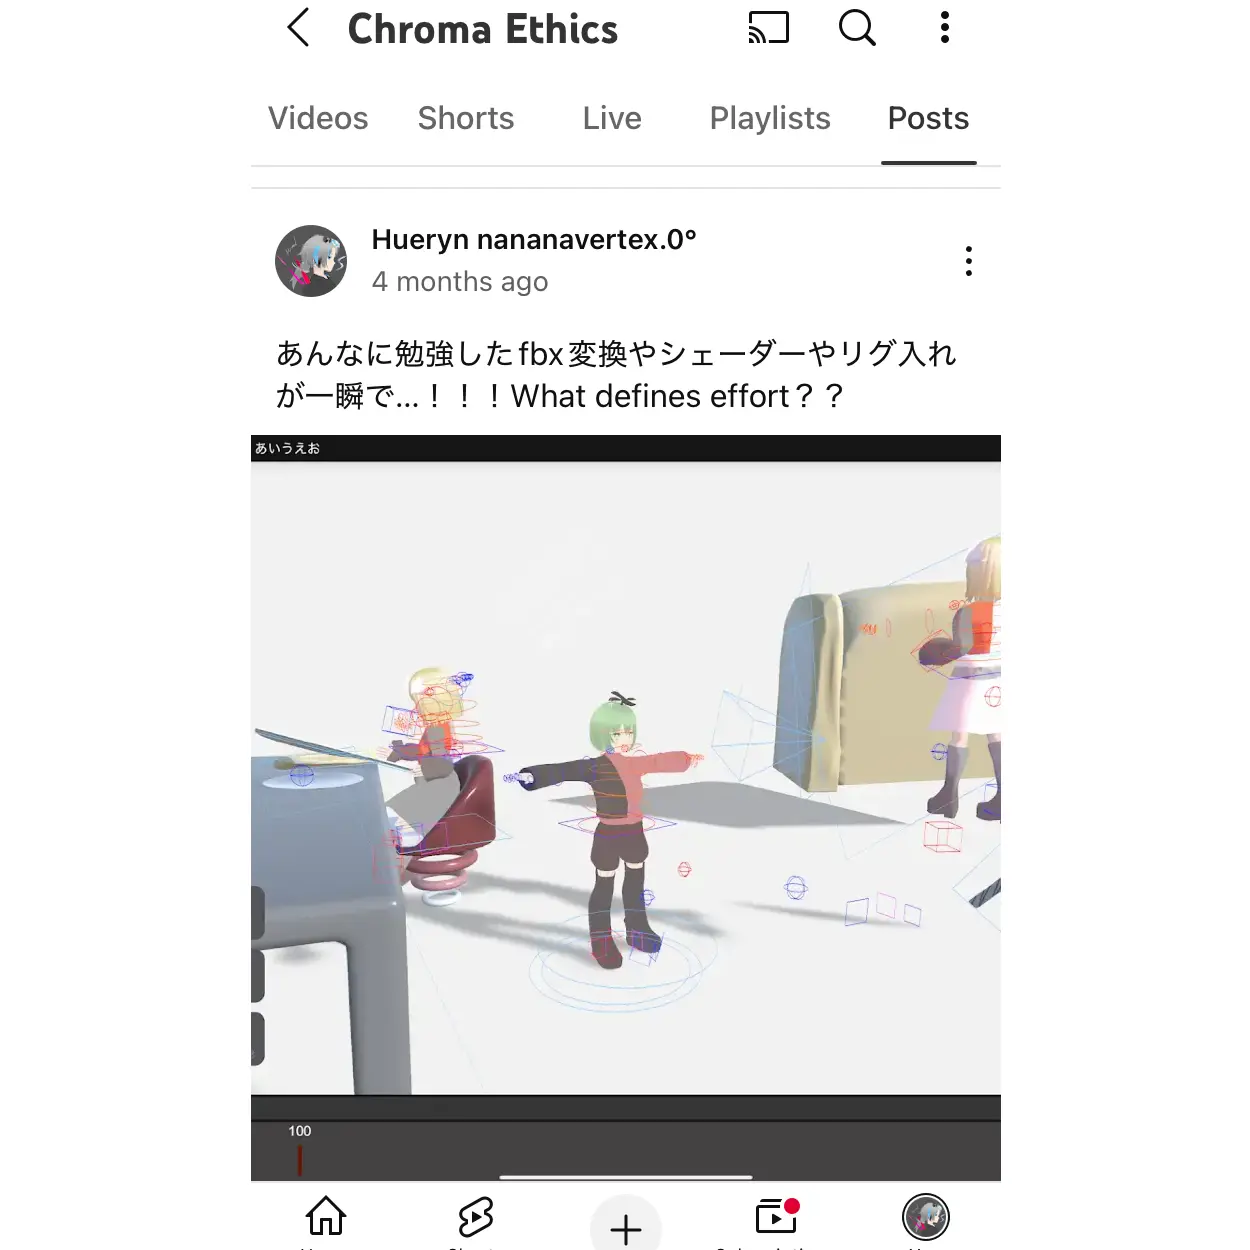 Chroma Ethics
Videos Shorts Live Playlists Posts
Hueryn nananavertex.0°
4 months ago
あんなに勉強したfbx変換やシェーダーやリグ入れ
が一瞬で...！！！What defines effort？？
あいうえお
100